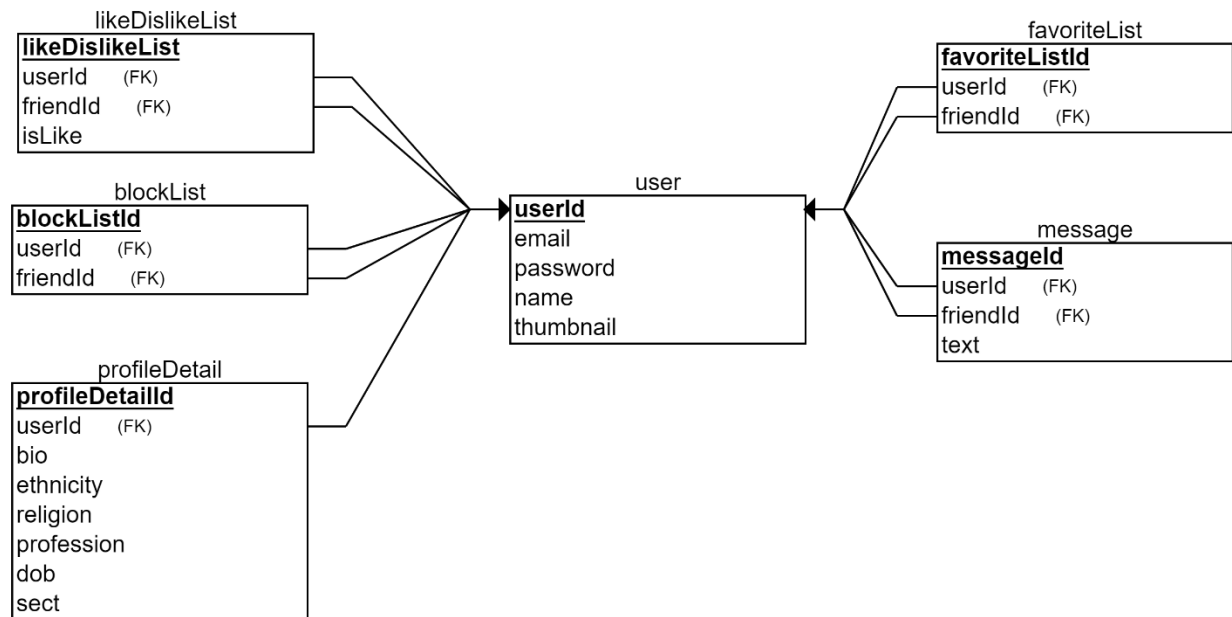 likeDislikeList
likeDislikeList
userId (FK)
friendId (FK)
isLike
blockList
blockListId
userId (FK)
friendId (FK)
profileDetail
profileDetailId
userId (FK)
bio
ethnicity
religion
profession
dob
sect
user
userId
email
password
name
thumbnail
favoriteList
favoriteListId
userId (FK)
friendId (FK)
message
messageId
userId (FK)
friendId (FK)
text